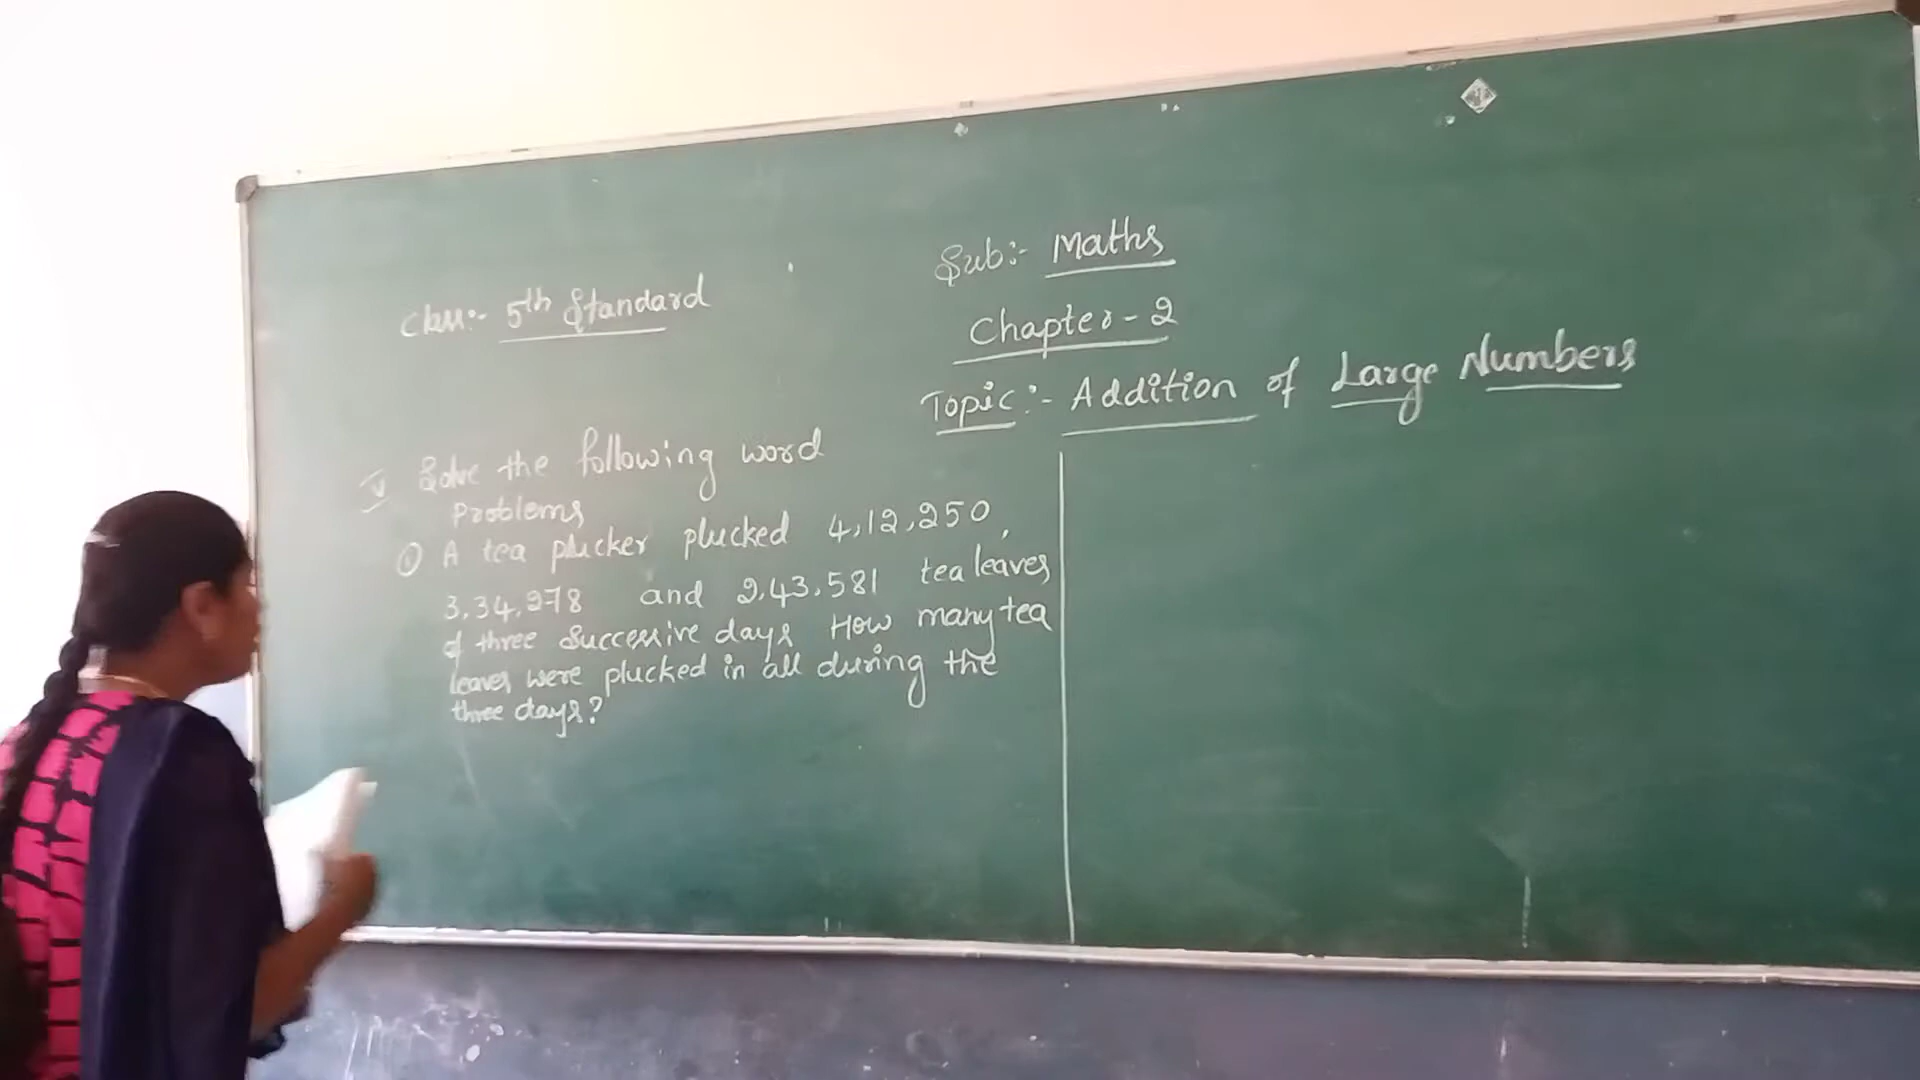 Sub:- Maths
Class:- 5th Standard
Chapter-2
Topic:- Addition of Large Numbers
V Solve the following word
Problems
① A tea plucker plucked 4,12,250,
3,34,278 and 2,43,581 tea leaves
of three Successive days How many tea
leaves were plucked in all during the
three days?